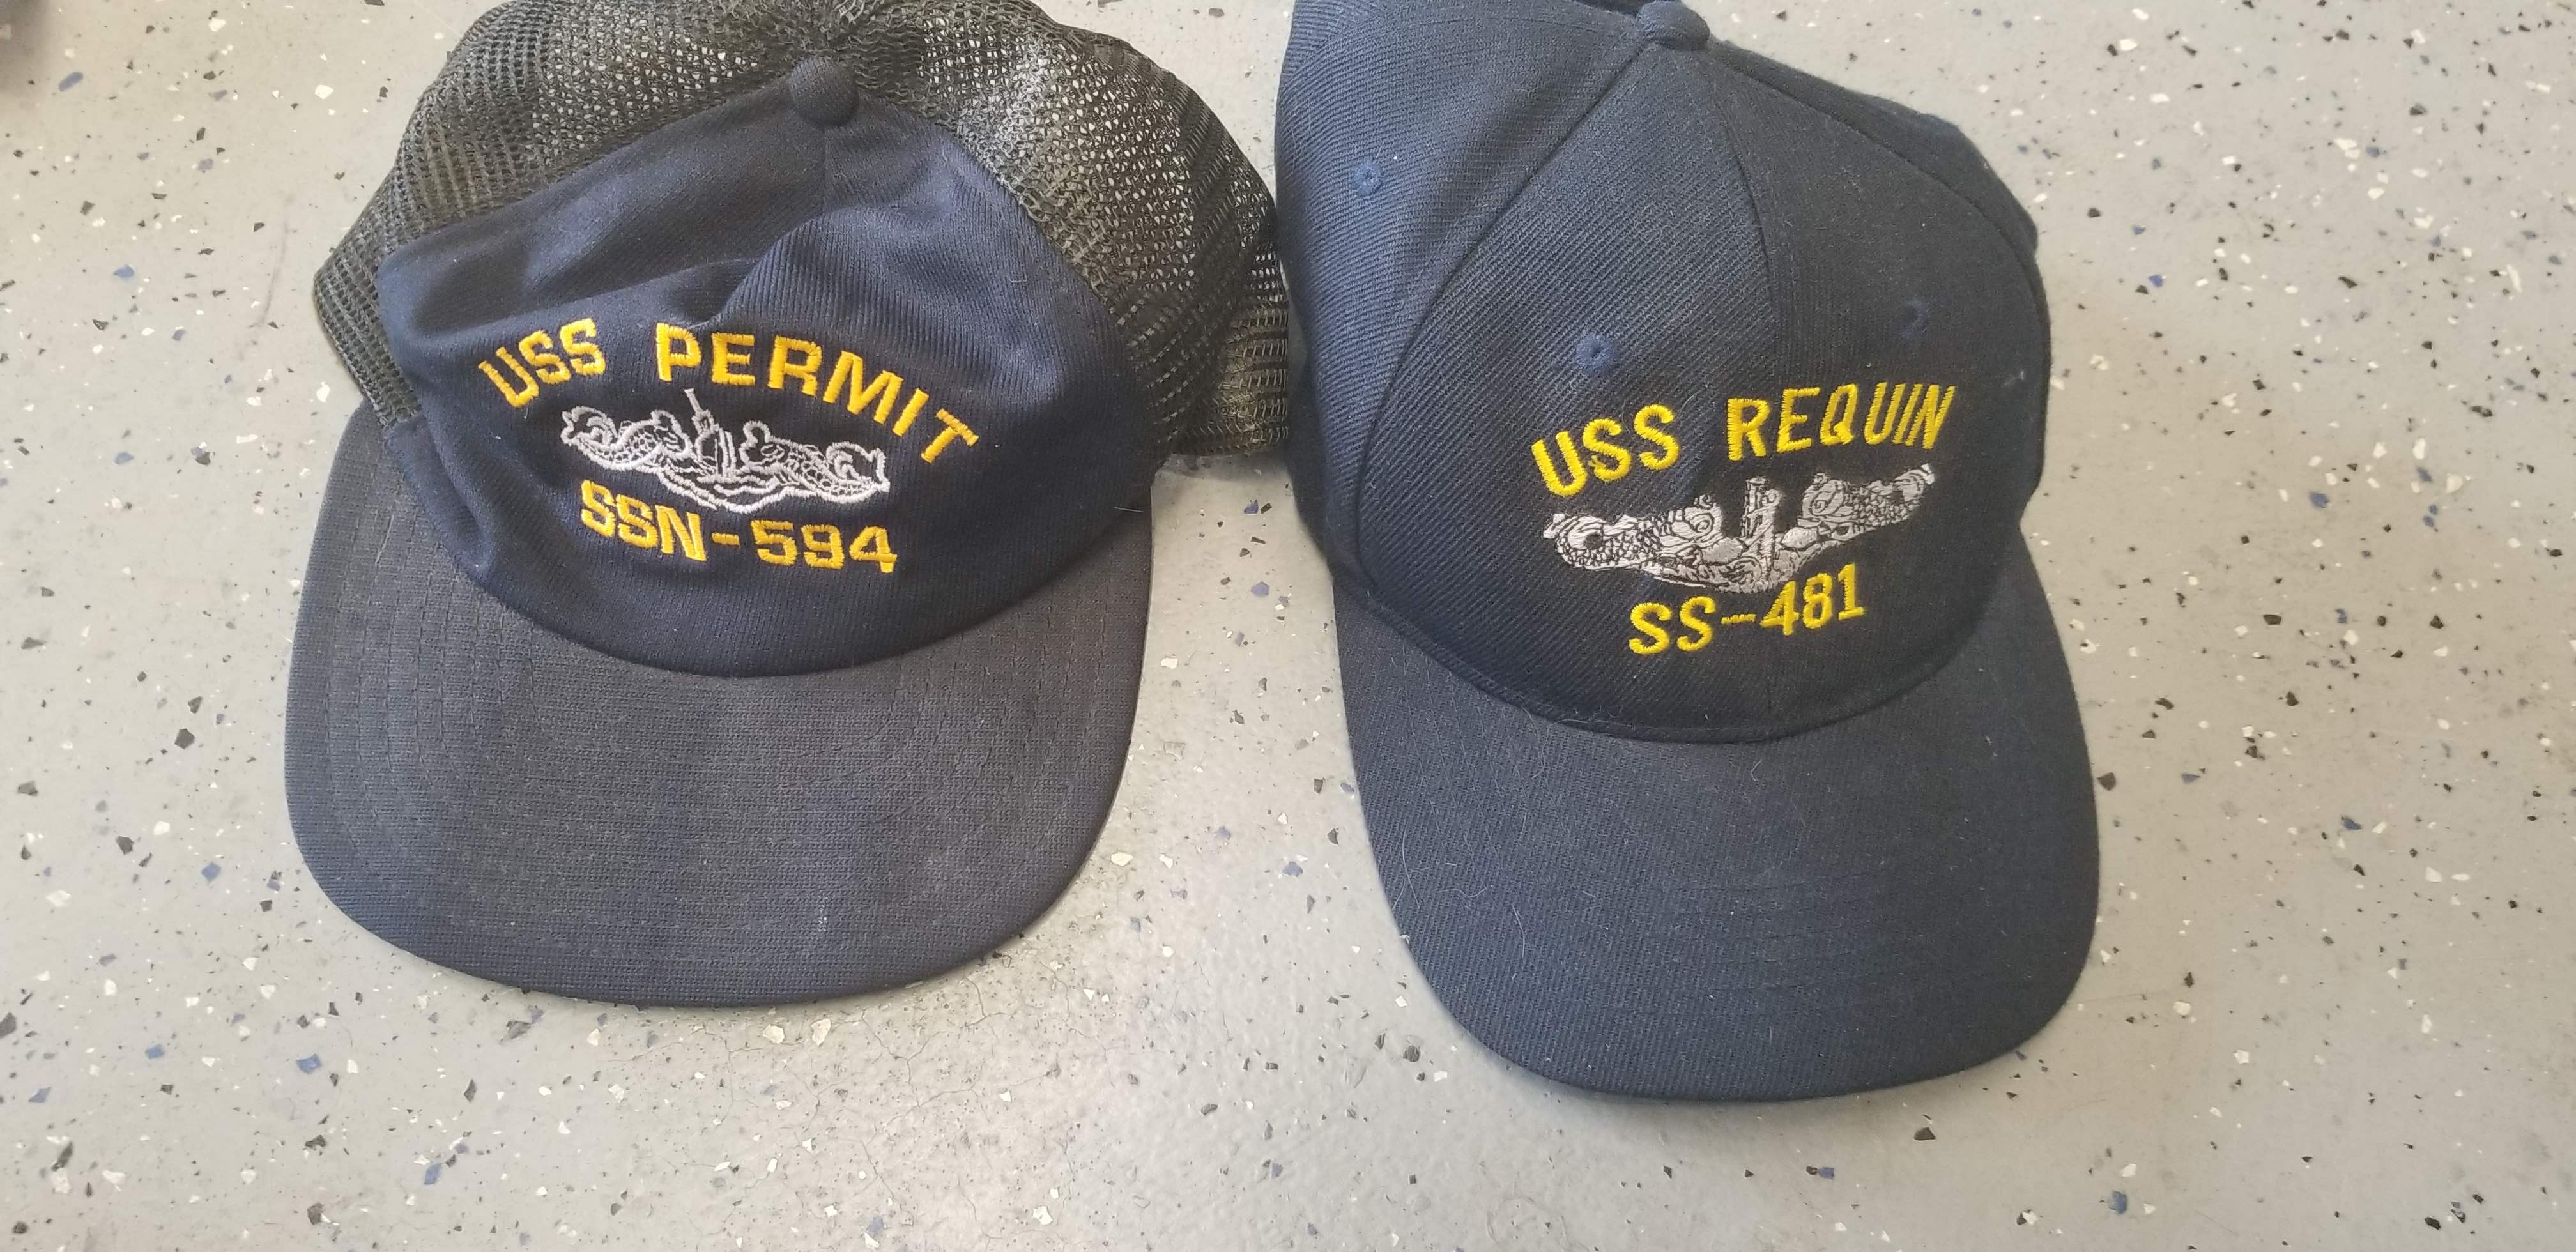 USS PERMIT
SSN-594
USS REQUIN
SS-481